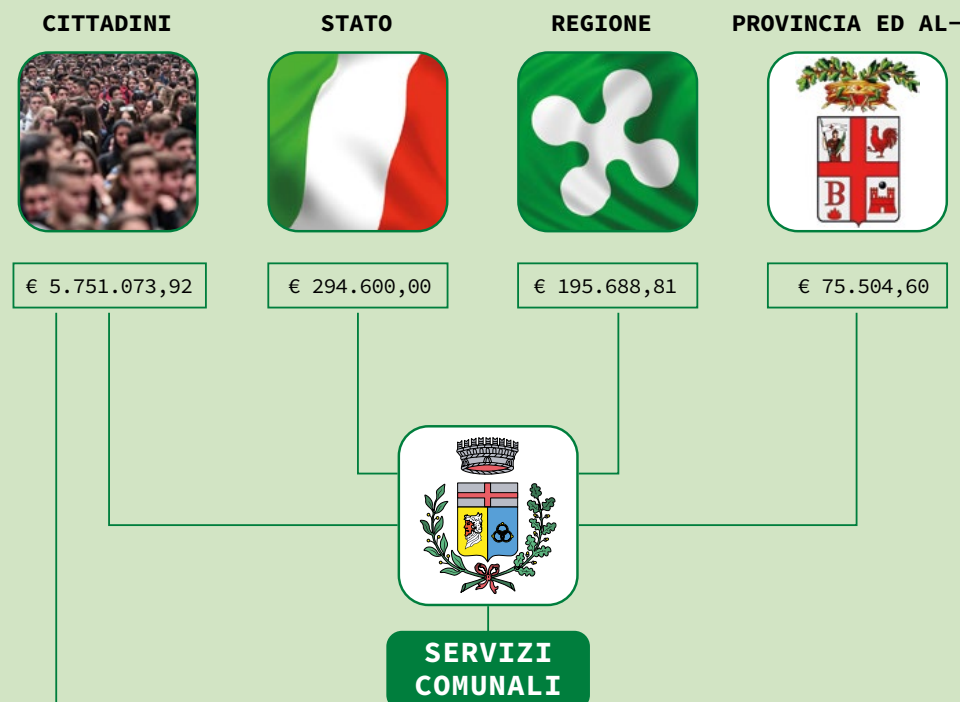 CITTADINI
STATO
REGIONE
PROVINCIA ED AL-
B
€ 5.751.073,92
€ 294.600,00
€ 195.688,81
€ 75.504,60
SERVIZI
COMUNALI